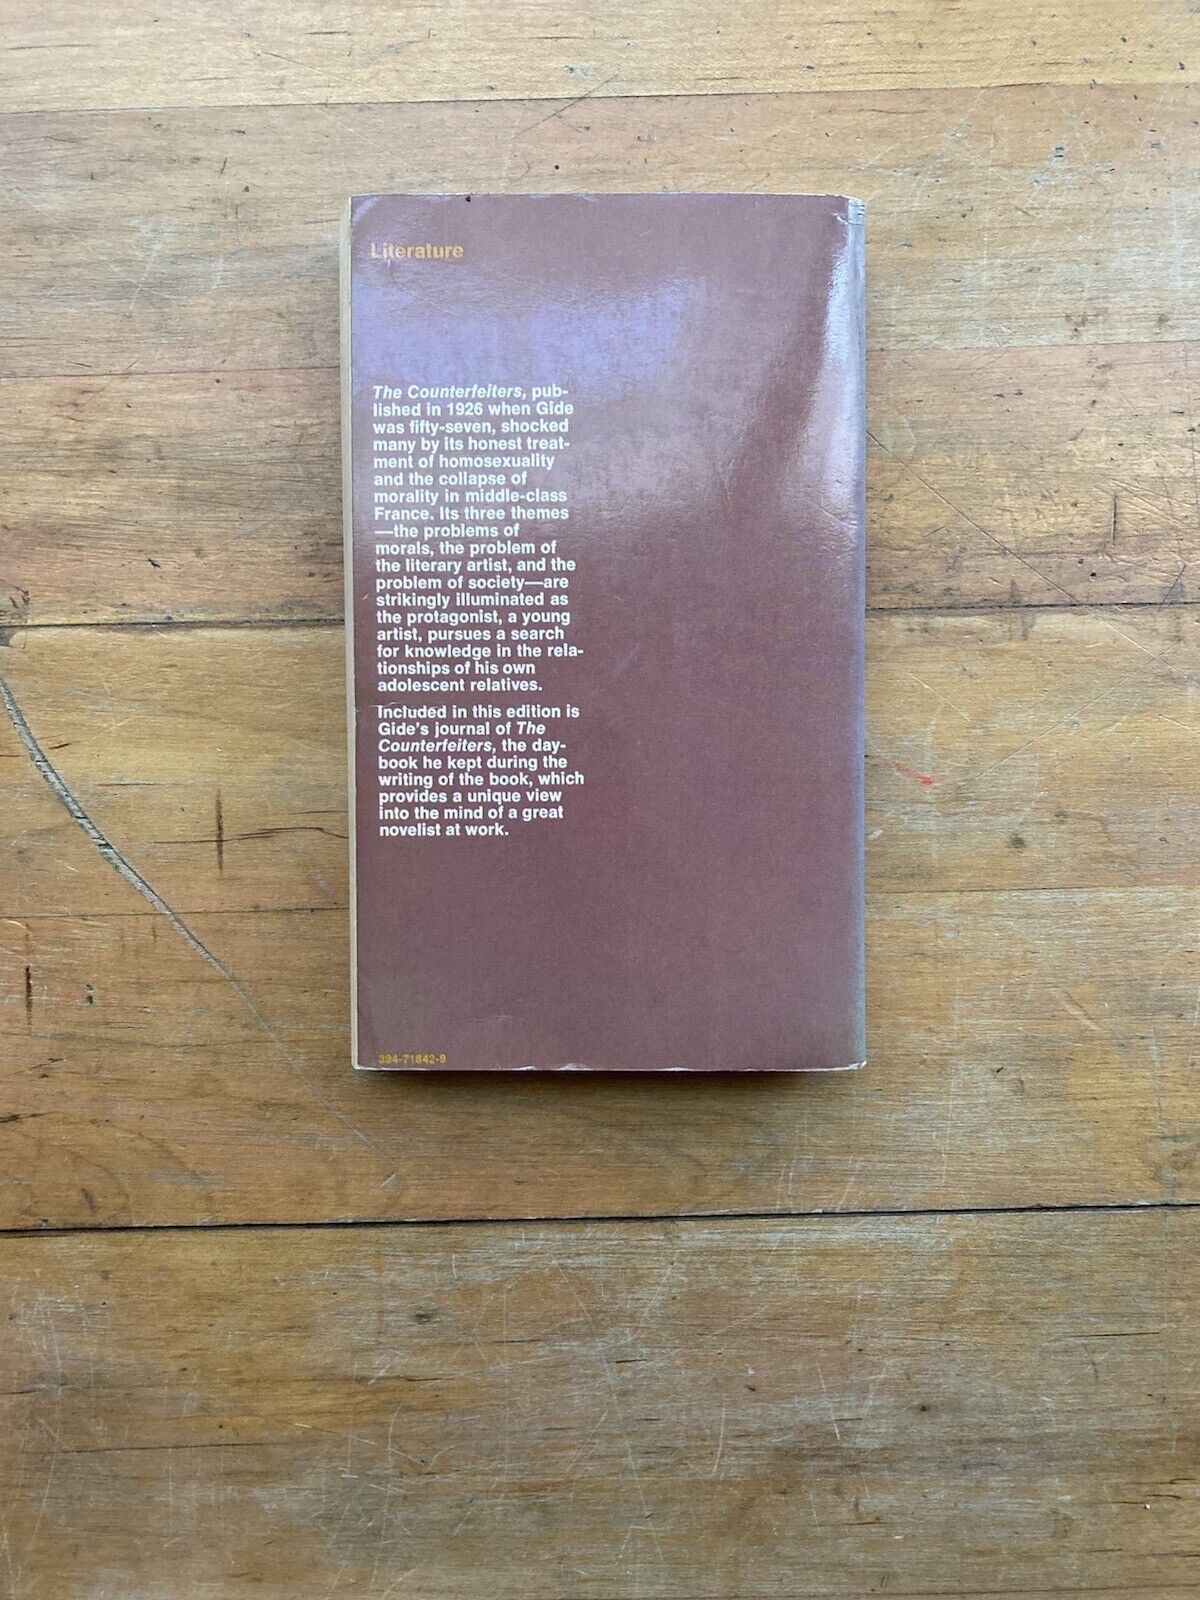 Literature
The Counterfeiters, pub-
lished in 1926 when Gide
was fifty-seven, shocked
many by its honest treat-
ment of homosexuality
and the collapse of
morality in middle-class
France. Its three themes
—the problems of
morals, the problem of
the literary artist, and the
problem of society—are
strikingly illuminated as
the protagonist, a young
artist, pursues a search
for knowledge in the rela-
tionships of his own
adolescent relatives.
Included in this edition is
Gide's journal of The
Counterfeiters, the day-
book he kept during the
writing of the book, which
provides a unique view
into the mind of a great
novelist at work.
394-71842-9